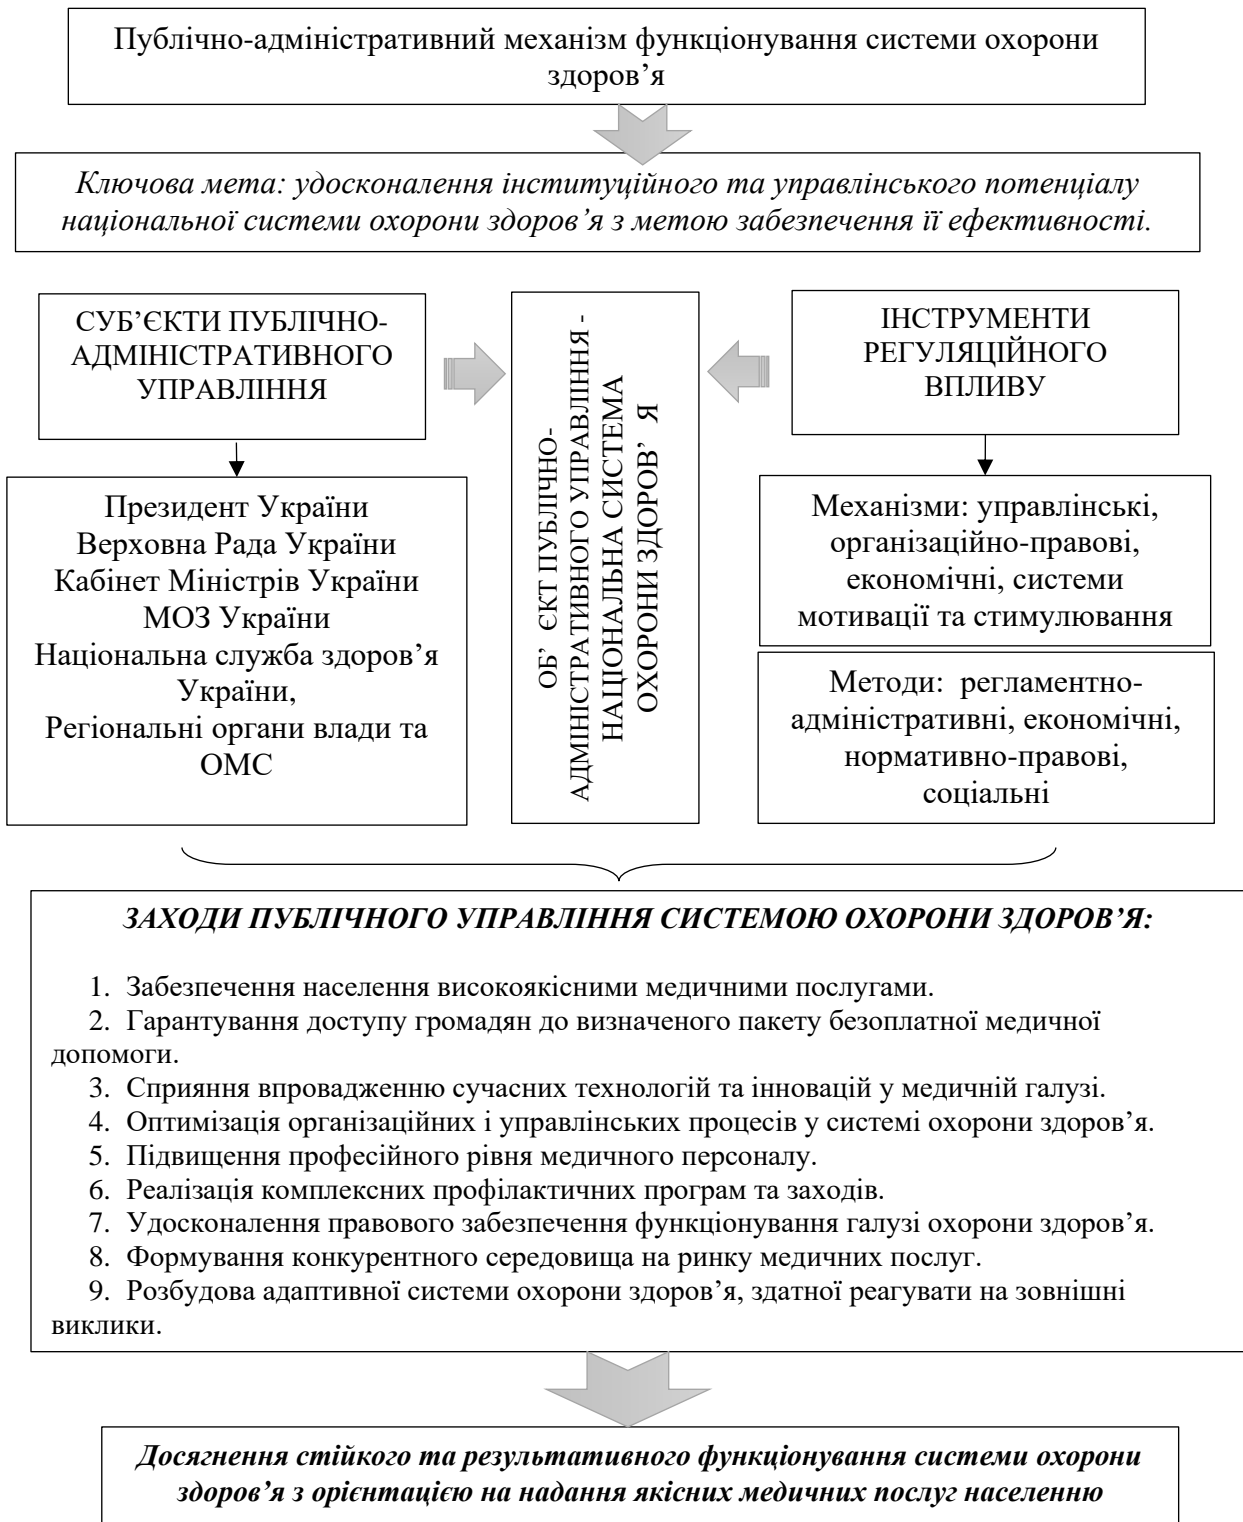 Публічно-адміністративний механізм функціонування системи охорони
здоров’я
Ключова мета: удосконалення інституційного та управлінського потенціалу
національної системи охорони здоров’я з метою забезпечення її ефективності.
СУБ’ЄКТИ ПУБЛІЧНО-
АДМІНІСТРАТИВНОГО
УПРАВЛІННЯ
Президент України
Верховна Рада України
Кабінет Міністрів України
МОЗ України
Національна служба здоров’я
України,
Регіональні органи влади та
ОМС
ОБ’ ЄКТ ПУБЛІЧНО-
АДМІНІСТРАТИВНОГО УПРАВЛІННЯ -
НАЦІОНАЛЬНА СИСТЕМА
ОХОРОНИ ЗДОРОВ’ Я
ІНСТРУМЕНТИ
РЕГУЛЯЦІЙНОГО
ВПЛИВУ
Механізми: управлінські,
організаційно-правові,
економічні, системи
мотивації та стимулювання
Методи: регламентно-
адміністративні, економічні,
нормативно-правові,
соціальні
ЗАХОДИ ПУБЛІЧНОГО УПРАВЛІННЯ СИСТЕМОЮ ОХОРОНИ ЗДОРОВ’Я:
1. Забезпечення населення високоякісними медичними послугами.
2. Гарантування доступу громадян до визначеного пакету безоплатної медичної
допомоги.
3. Сприяння впровадженню сучасних технологій та інновацій у медичній галузі.
4. Оптимізація організаційних і управлінських процесів у системі охорони здоров’я.
5. Підвищення професійного рівня медичного персоналу.
6. Реалізація комплексних профілактичних програм та заходів.
7. Удосконалення правового забезпечення функціонування галузі охорони здоров’я.
8. Формування конкурентного середовища на ринку медичних послуг.
9. Розбудова адаптивної системи охорони здоров’я, здатної реагувати на зовнішні
виклики.
Досягнення стійкого та результативного функціонування системи охорони
здоров’я з орієнтацією на надання якісних медичних послуг населенню